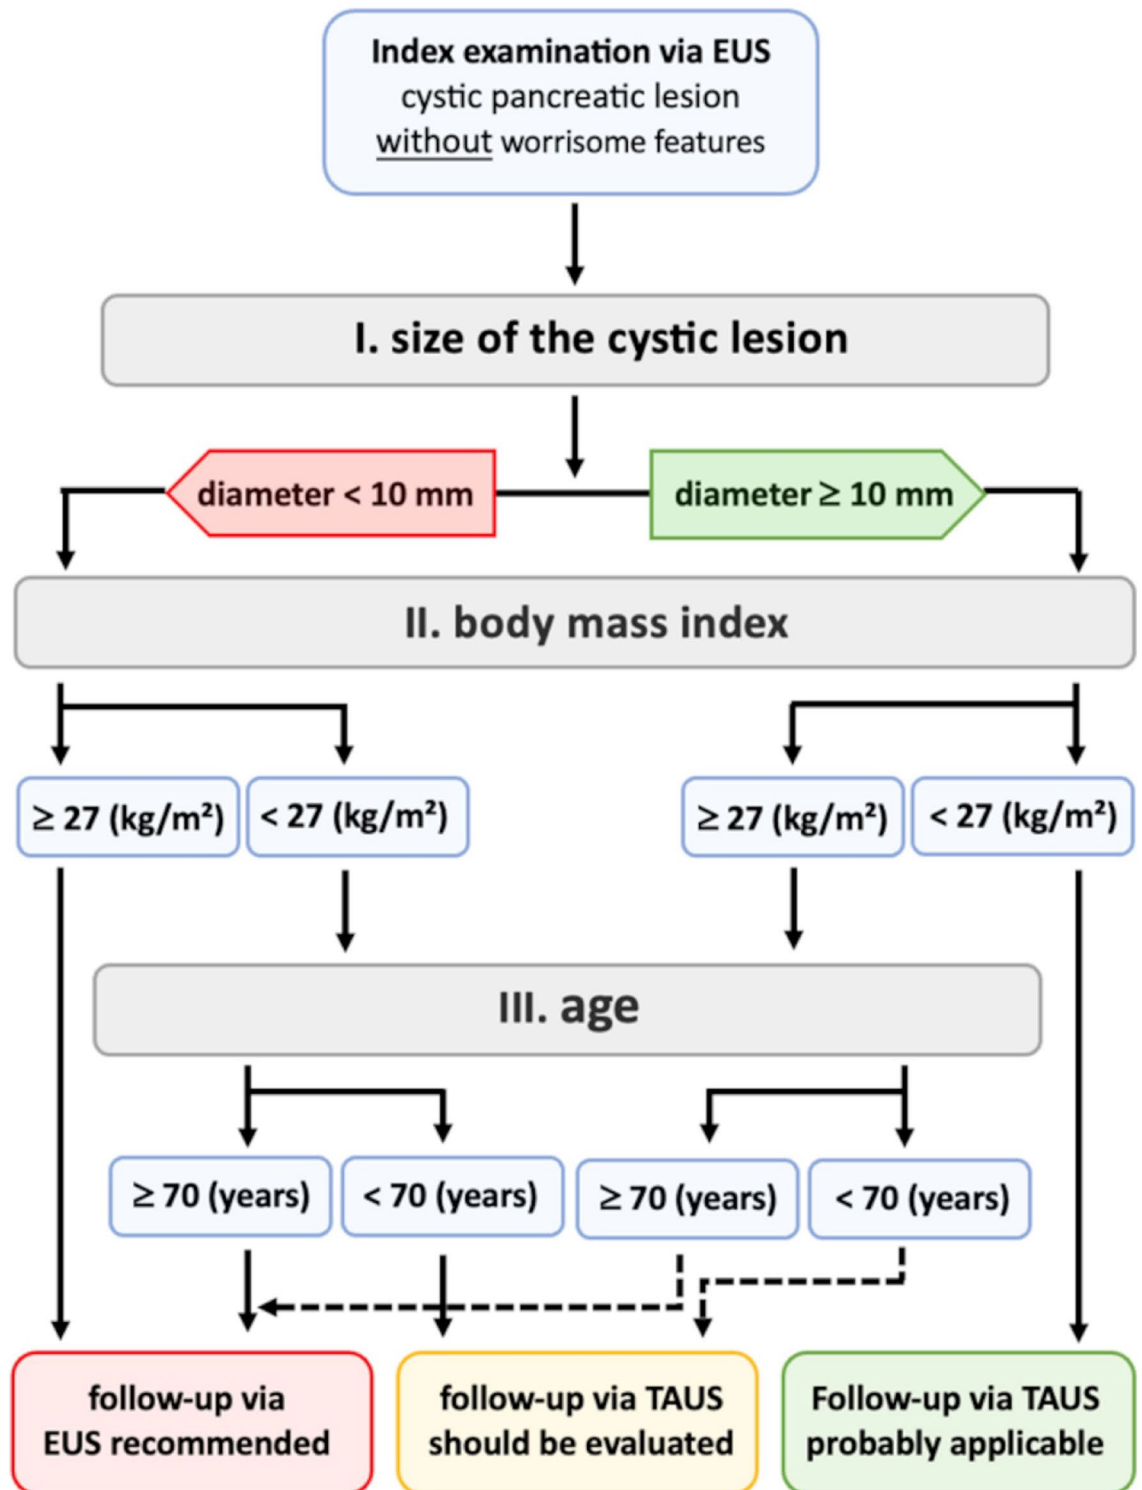 Index examination via EUS
cystic pancreatic lesion
without worrisome features
I. size of the cystic lesion
diameter < 10 mm
diameter ≥ 10 mm
II. body mass index
≥ 27 (kg/m²)
< 27 (kg/m²)
≥ 27 (kg/m²)
< 27 (kg/m²)
III. age
≥ 70 (years)
< 70 (years)
≥ 70 (years)
< 70 (years)
follow-up via
EUS recommended
follow-up via TAUS
should be evaluated
Follow-up via TAUS
probably applicable